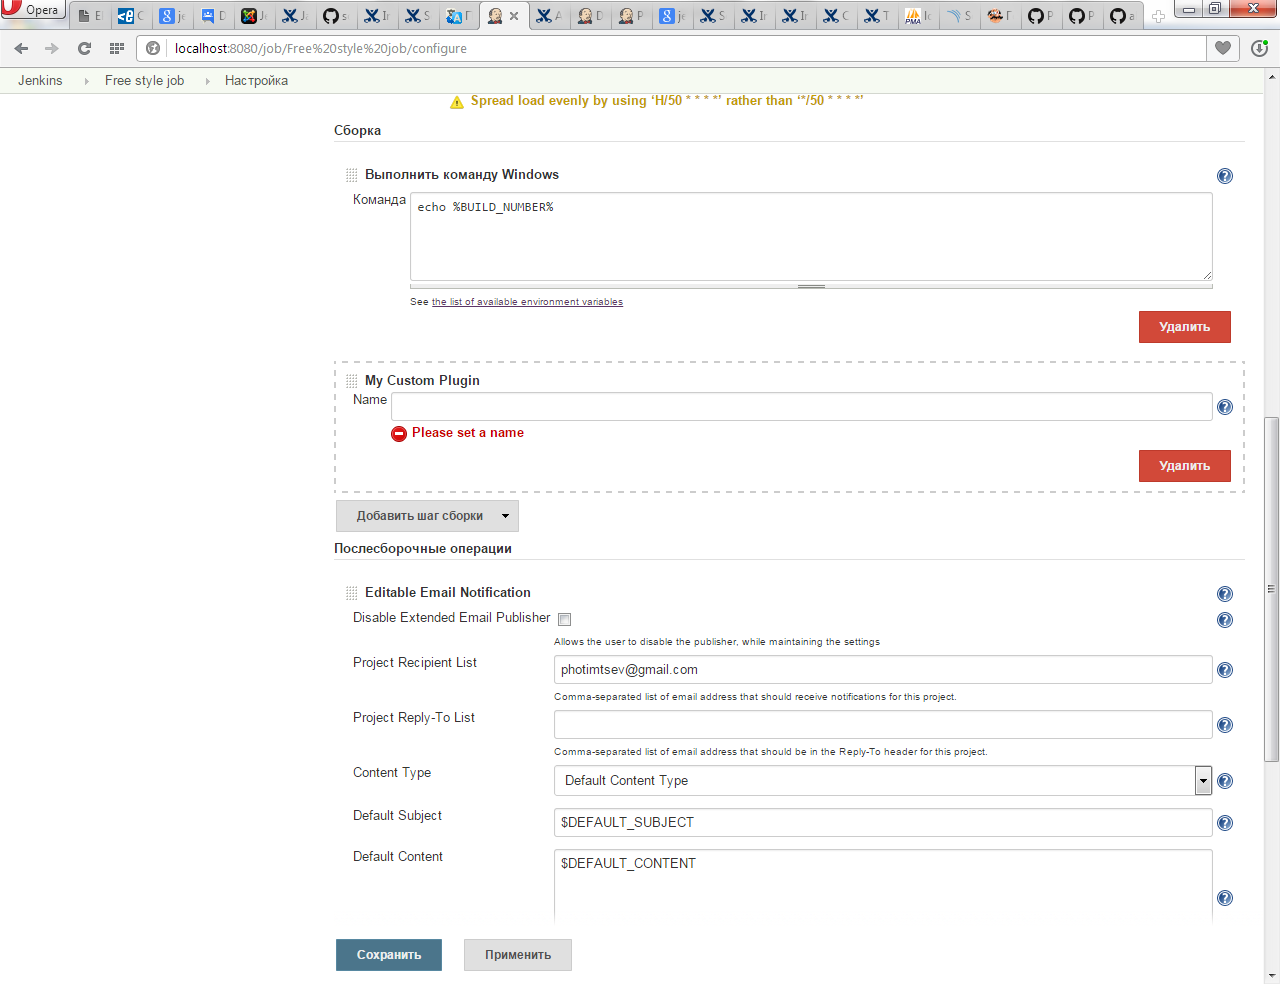 Opera
E
C
je
D
J
J
s
I
S
Г
A
D
P
je
S
I
I
C
T
S
Г
P
P
a
localhost:8080/job/Free%20style%20job/configure
Jenkins Free style job Настройка
Spread load evenly by using ‘H/50 * * * *’ rather than ‘*/50 * * * *’
Сборка
Выполнить команду Windows
Команда
echo %BUILD_NUMBER%
See the list of available environment variables
Удалить
My Custom Plugin
Name
Please set a name
Удалить
Добавить шаг сборки
Послесборочные операции
Editable Email Notification
Disable Extended Email Publisher
Allows the user to disable the publisher, while maintaining the settings
Project Recipient List photimtsev@gmail.com
Comma-separated list of email address that should receive notifications for this project.
Project Reply-To List
Comma-separated list of email address that should be in the Reply-To header for this project.
Content Type Default Content Type
Default Subject $DEFAULT_SUBJECT
Default Content $DEFAULT_CONTENT
Сохранить Применить